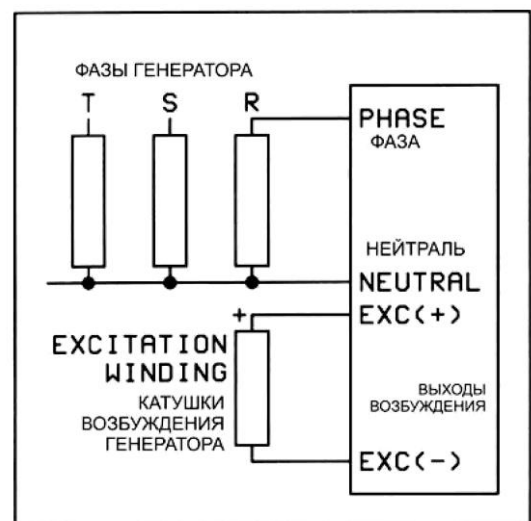 ФАЗЫ ГЕНЕРАТОРА
T S R
PHASE
ФАЗА
НЕЙТРАЛЬ
NEUTRAL
+ EXC(+)
EXCITATION
WINDING
КАТУШКИ
ВОЗБУЖДЕНИЯ
ГЕНЕРАТОРА
ВЫХОДЫ
ВОЗБУЖДЕНИЯ
EXC(-)